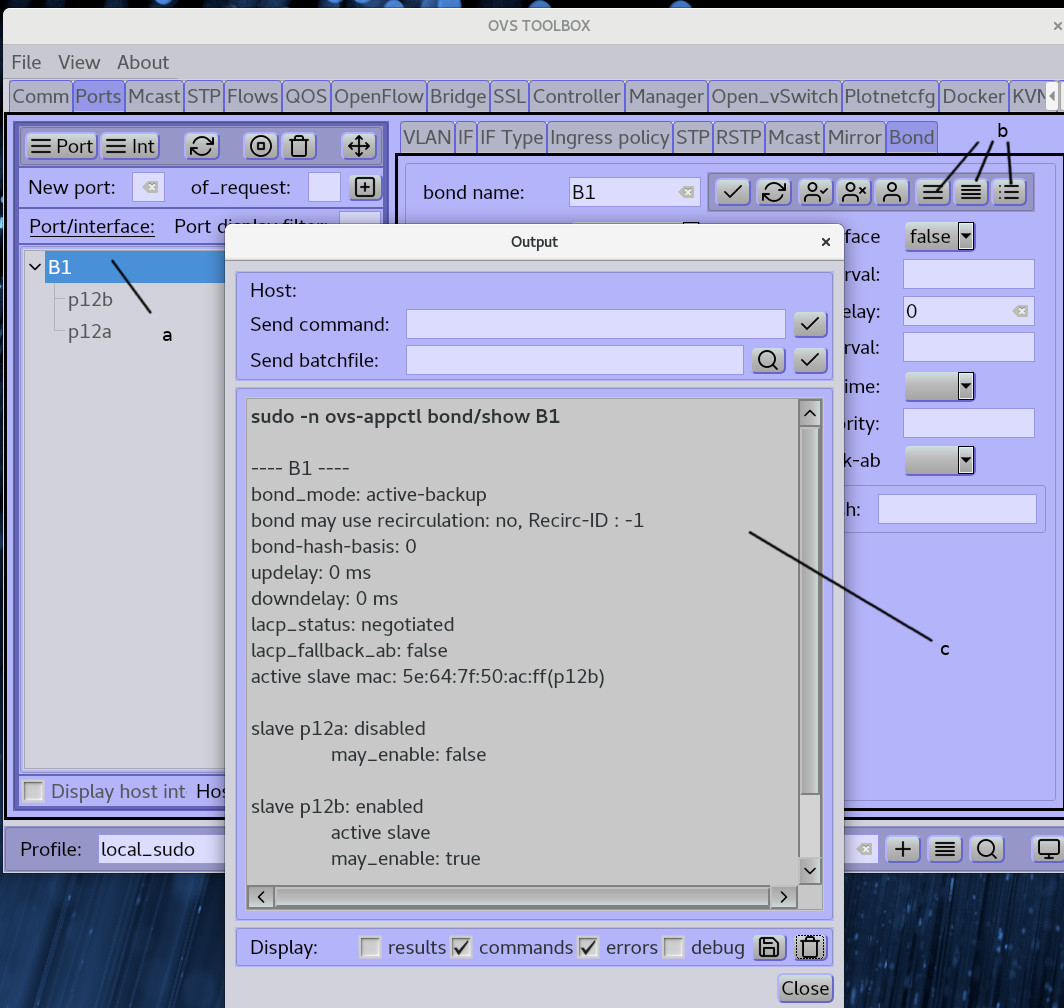 OVS TOOLBOX
File View About
Comm Ports Mcast STP Flows QOS OpenFlow Bridge SSL Controller Manager Open_vSwitch Plotnetcfg Docker KVM
Port Int
New port: of_request:
Port/interface: Port display filter:
B1
p12b
p12a
a
Display host int Hos
VLAN IF IF Type Ingress policy STP RSTP Mcast Mirror Bond
b
bond name: B1
face false
rval:
elay: 0
rval:
ime:
ority:
k-ab
h:
Output
Host:
Send command:
Send batchfile:
sudo -n ovs-appctl bond/show B1
---- B1 ----
bond_mode: active-backup
bond may use recirculation: no, Recirc-ID : -1
bond-hash-basis: 0
updelay: 0 ms
downdelay: 0 ms
lacp_status: negotiated
lacp_fallback_ab: false
active slave mac: 5e:64:7f:50:ac:ff(p12b)
slave p12a: disabled
may_enable: false
slave p12b: enabled
active slave
may_enable: true
c
Display: results commands errors debug
Close
Profile: local_sudo